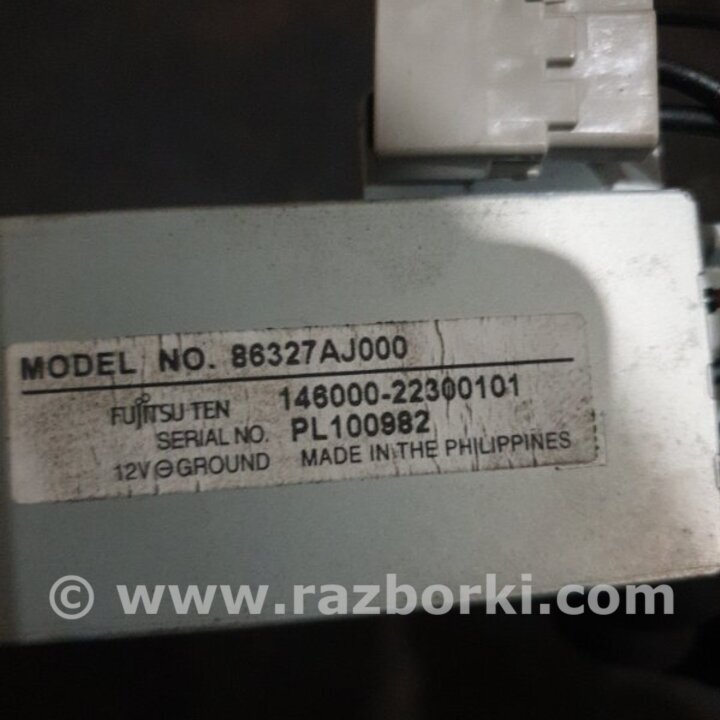 MODEL NO. 86327AJ000
FUJITSU TEN 146000-22300101
SERIAL NO. PL100982
12V⊖GROUND MADE IN THE PHILIPPINES
© www.razborki.com